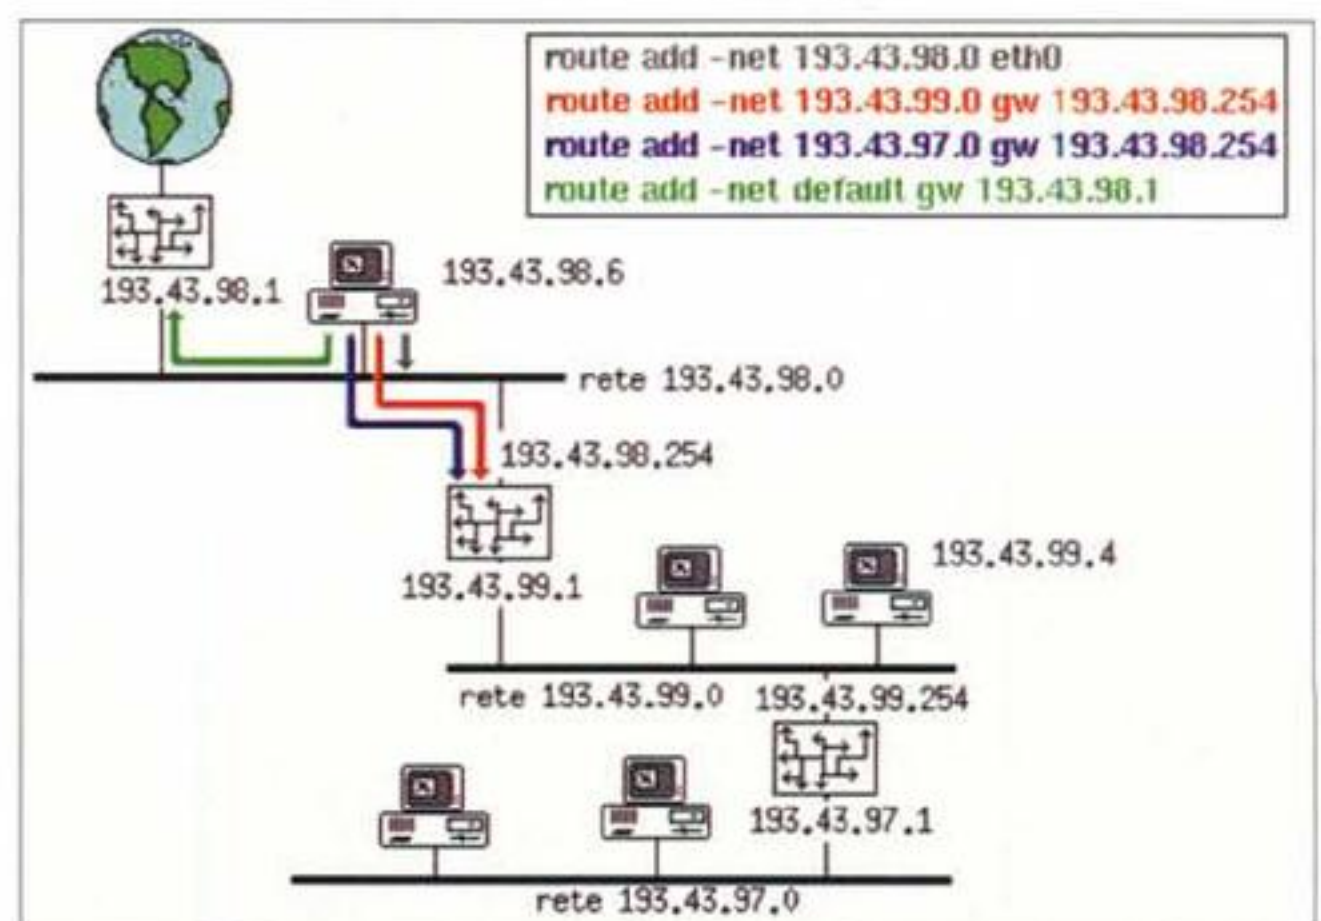 route add -net 193.43.98.0 eth0
route add -net 193.43.99.0 gw 193.43.98.254
route add -net 193.43.97.0 gw 193.43.98.254
route add -net default gw 193.43.98.1
193.43.98.6
193.43.98.1
rete 193.43.98.0
193.43.98.254
193.43.99.4
193.43.99.1
rete 193.43.99.0
193.43.99.254
193.43.97.1
rete 193.43.97.0